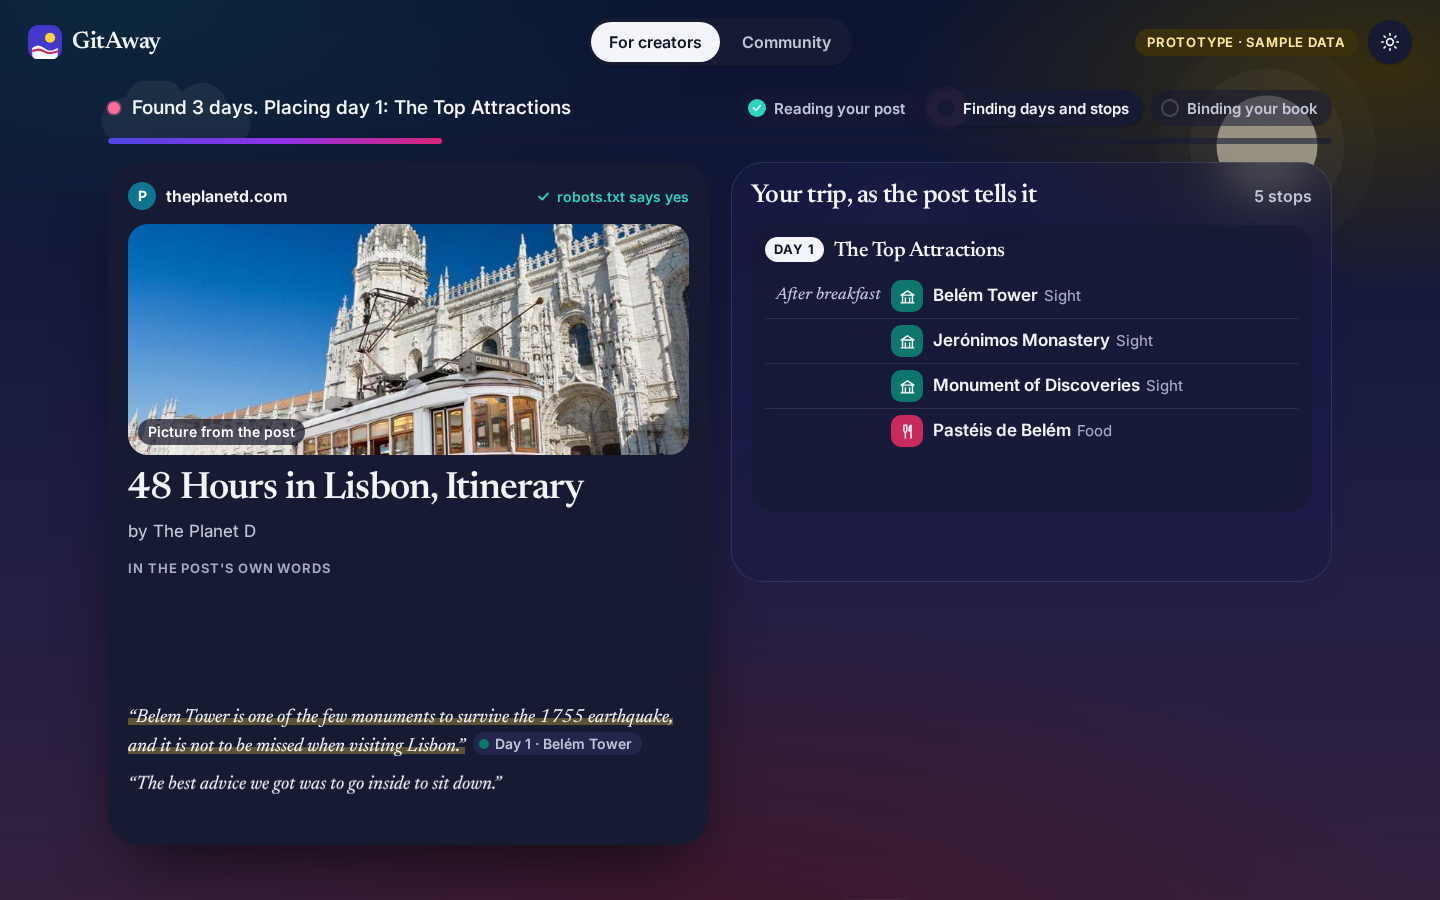 GitAway
For creators
Community
PROTOTYPE · SAMPLE DATA
Found 3 days. Placing day 1: The Top Attractions
Reading your post
Finding days and stops
Binding your book
P
theplanetd.com
robots.txt says yes
CARREIRA
Picture from the post
48 Hours in Lisbon, Itinerary
by The Planet D
IN THE POST'S OWN WORDS
“Belem Tower is one of the few monuments to survive the 1755 earthquake,
and it is not to be missed when visiting Lisbon.”
Day 1 · Belém Tower
“The best advice we got was to go inside to sit down.”
Your trip, as the post tells it
5 stops
DAY 1
The Top Attractions
After breakfast
Belém Tower Sight
Jerónimos Monastery Sight
Monument of Discoveries Sight
Pastéis de Belém Food